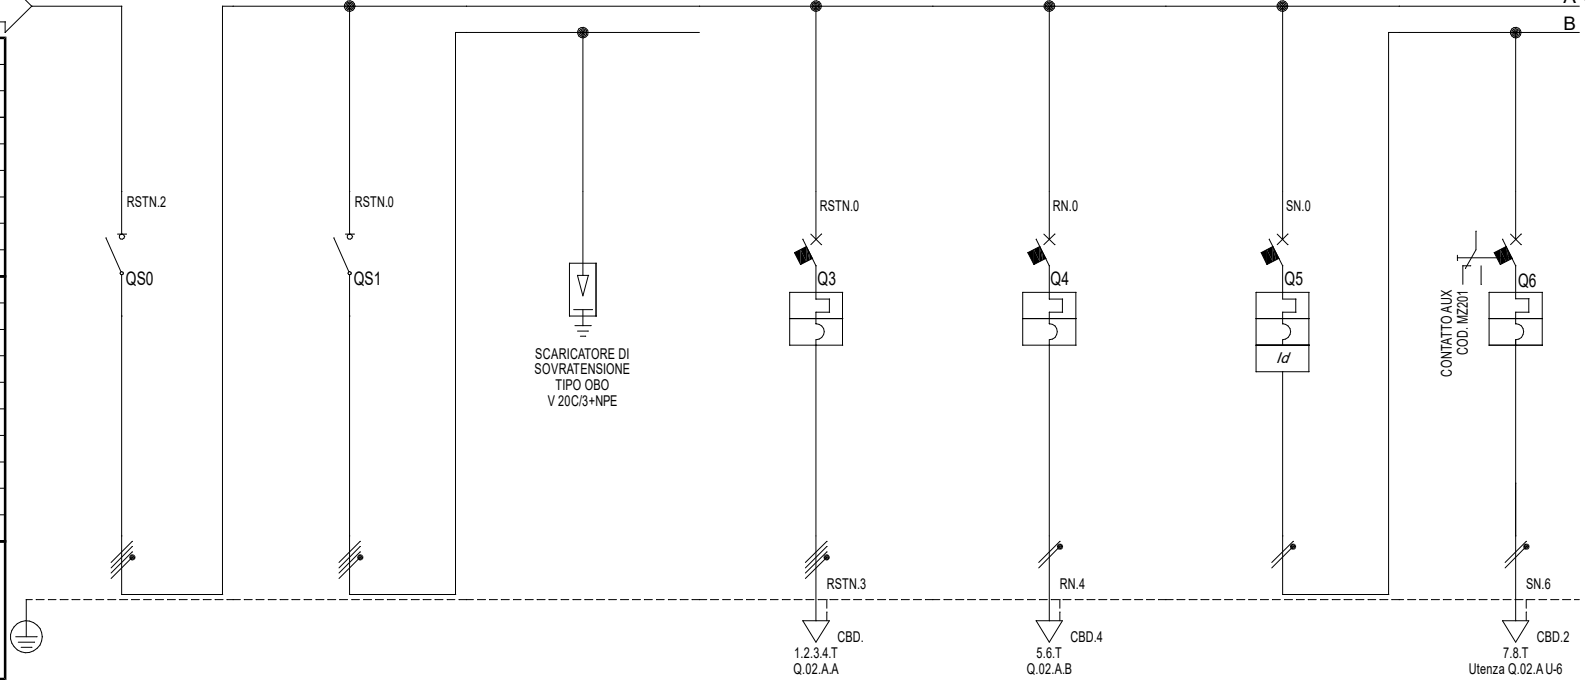 A
B
RSTN.2
RSTN.0
RSTN.0
RN.0
SN.0
QS0
QS1
Q3
Q4
Q5
Q6
Id
CONTATTO AUX
COD. MZ201
SCARICATORE DI
SOVRATENSIONE
TIPO OBO
V 20C/3+NPE
RSTN.3
RN.4
SN.6
CBD.
1.2.3.4.T
Q.02.A.A
CBD.4
5.6.T
Q.02.A.B
CBD.2
7.8.T
Utenza Q.02.A U-6